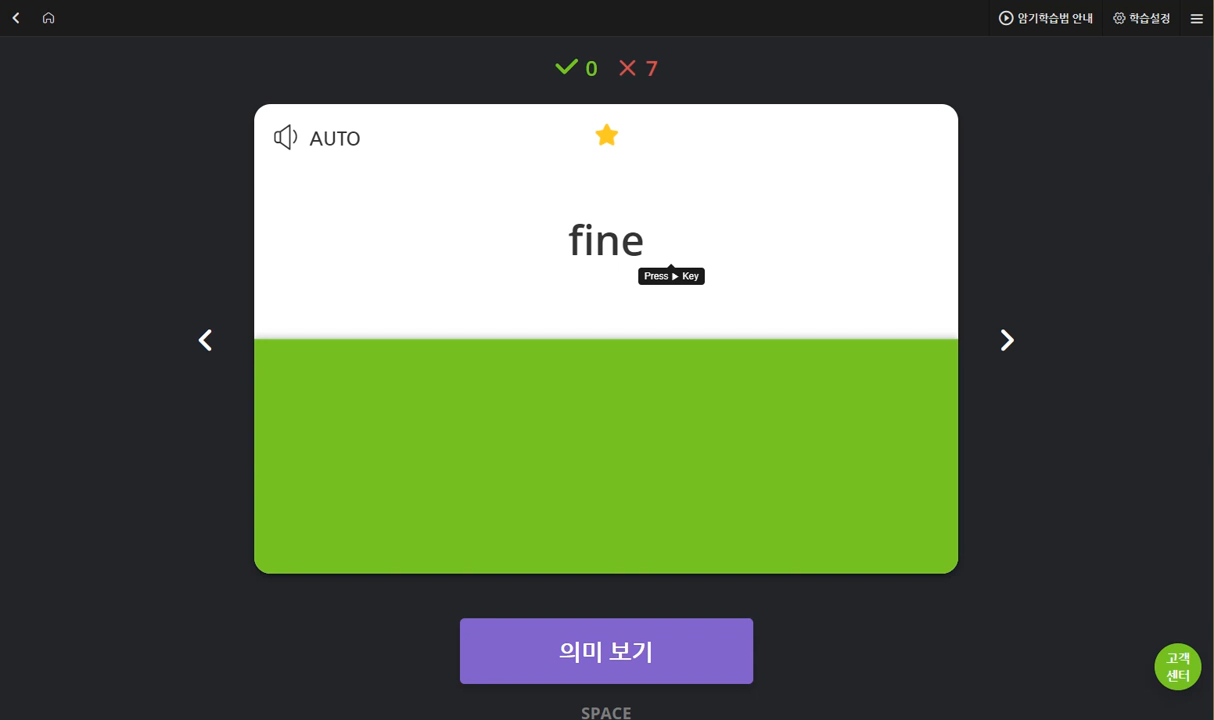 암기학습법 안내 학습설정
0 7
AUTO
fine
Press ▶ Key
의미 보기
SPACE
고객
센터